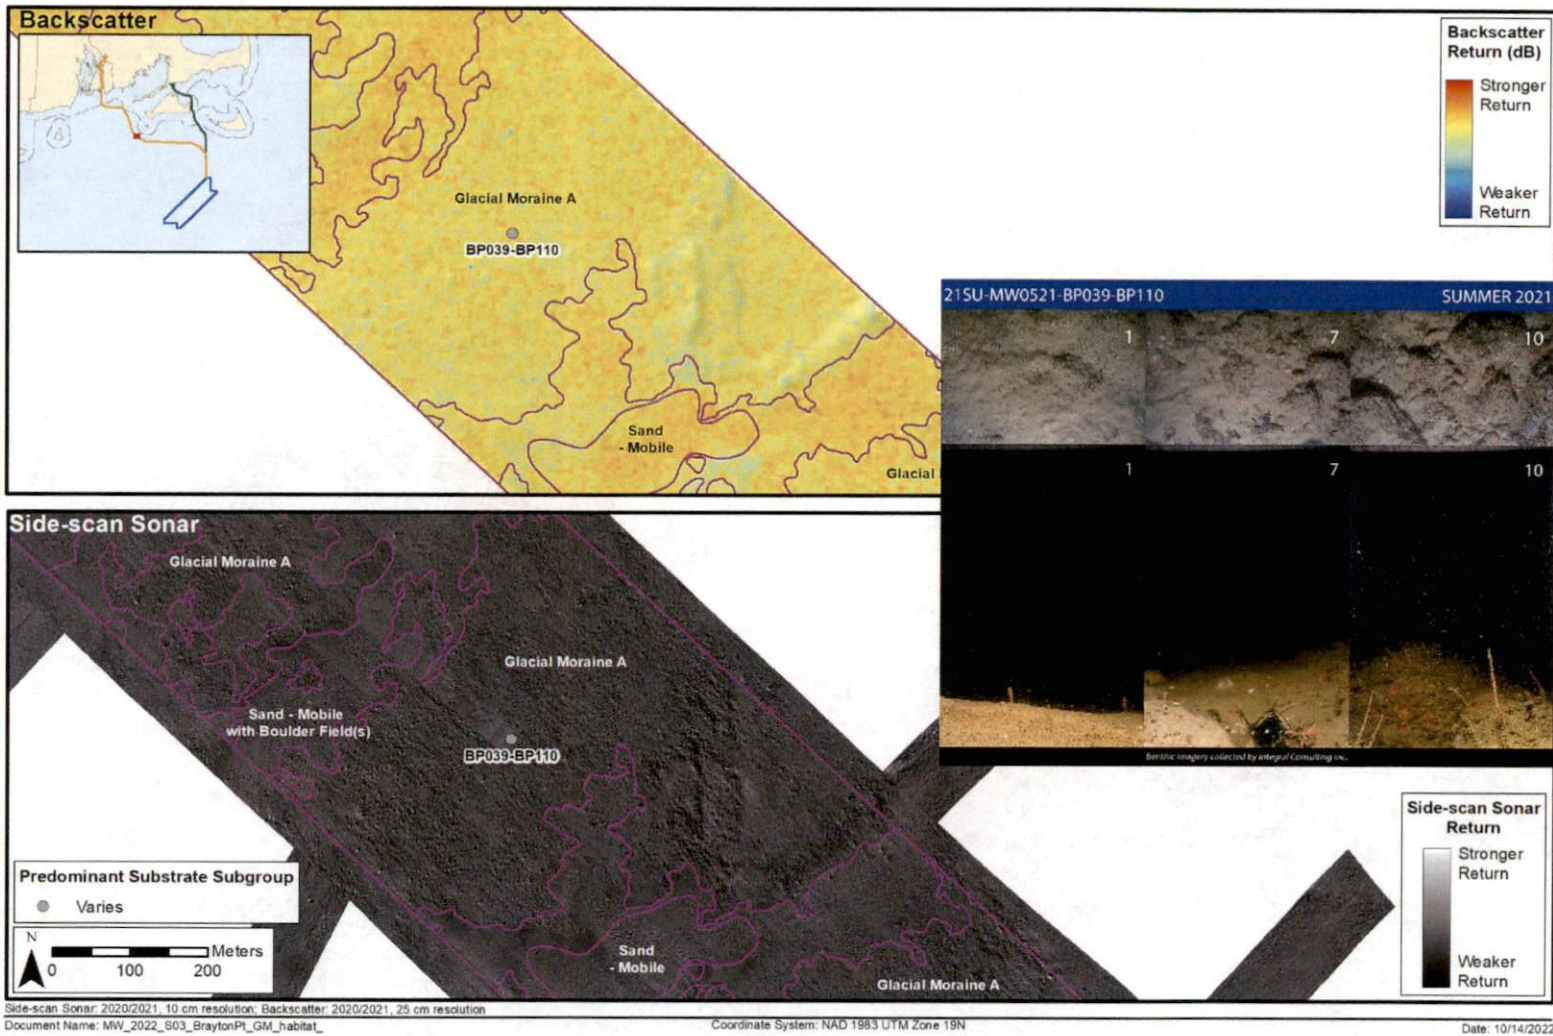 Backscatter
Backscatter
Return (dB)
Stronger
Return
Weaker
Return
Glacial Moraine A
BP039-BP110
Sand
- Mobile
Glacial
21SU-MW0521-BP039-BP110 SUMMER 2021
1 7 10
1 7 10
Benthic imagery collected by Integral Consulting Inc.
Side-scan Sonar
Glacial Moraine A
Glacial Moraine A
Sand - Mobile
with Boulder Field(s)
BP039-BP110
Sand
- Mobile
Glacial Moraine A
Predominant Substrate Subgroup
Varies
N
Meters
0 100 200
Side-scan Sonar
Return
Stronger
Return
Weaker
Return
Side-scan Sonar: 2020/2021, 10 cm resolution; Backscatter: 2020/2021, 25 cm resolution
Document Name: MW_2022_S03_BraytonPt_GM_habitat_ Coordinate System: NAD 1983 UTM Zone 19N Date: 10/14/202